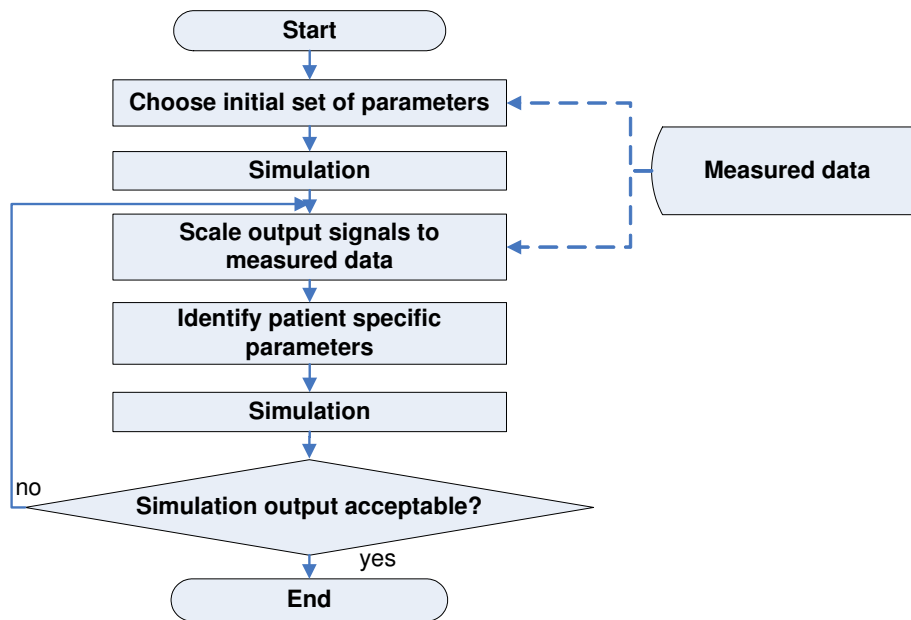 Start
Choose initial set of parameters
Measured data
Simulation
Scale output signals to
measured data
Identify patient specific
parameters
Simulation
no
Simulation output acceptable?
yes
End